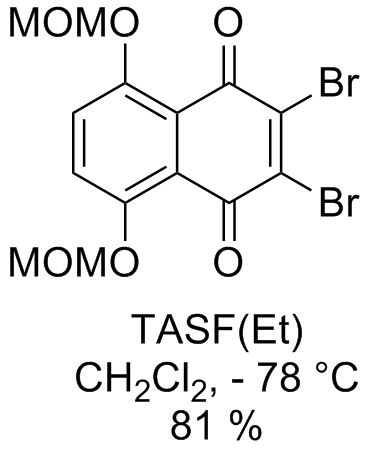 MOMO O
Br
Br
MOMO O
TASF(Et)
CH₂Cl₂, - 78 °C
81 %